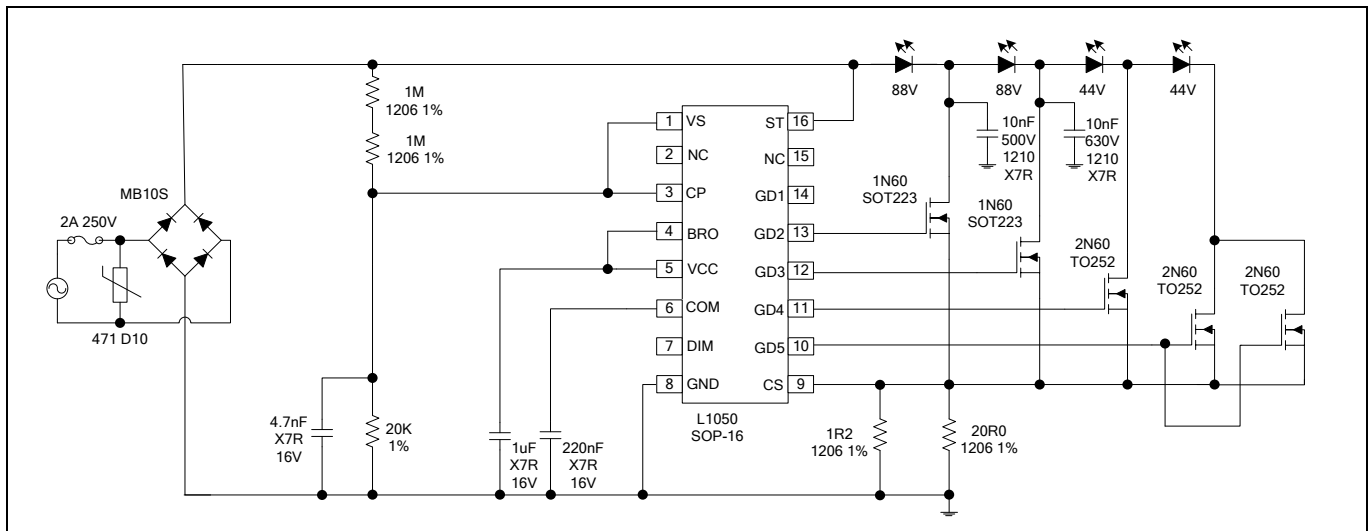 88V
88V
44V
44V
1M
1206 1%
1M
1206 1%
10nF
500V
1210
X7R
10nF
630V
1210
X7R
1 VS
2 NC
3 CP
4 BRO
5 VCC
6 COM
7 DIM
8 GND
ST 16
NC 15
GD1 14
GD2 13
GD3 12
GD4 11
GD5 10
CS 9
L1050
SOP-16
MB10S
2A 250V
471 D10
1N60
SOT223
1N60
SOT223
2N60
TO252
2N60
TO252
2N60
TO252
4.7nF
X7R
16V
20K
1%
1uF
X7R
16V
220nF
X7R
16V
1R2
1206 1%
20R0
1206 1%